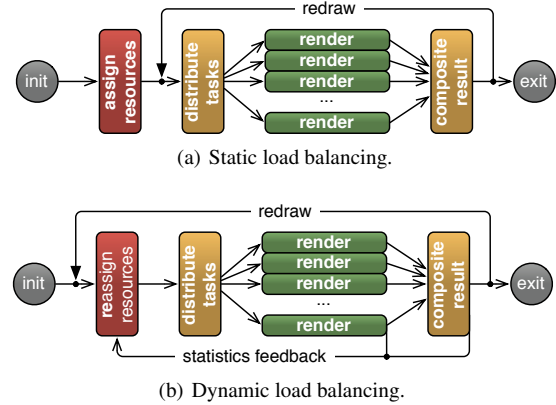 redraw
init
assign
resources
distribute
tasks
render
render
render
...
render
composite
result
exit
(a) Static load balancing.
redraw
init
reassign
resources
distribute
tasks
render
render
render
...
render
composite
result
exit
statistics feedback
(b) Dynamic load balancing.